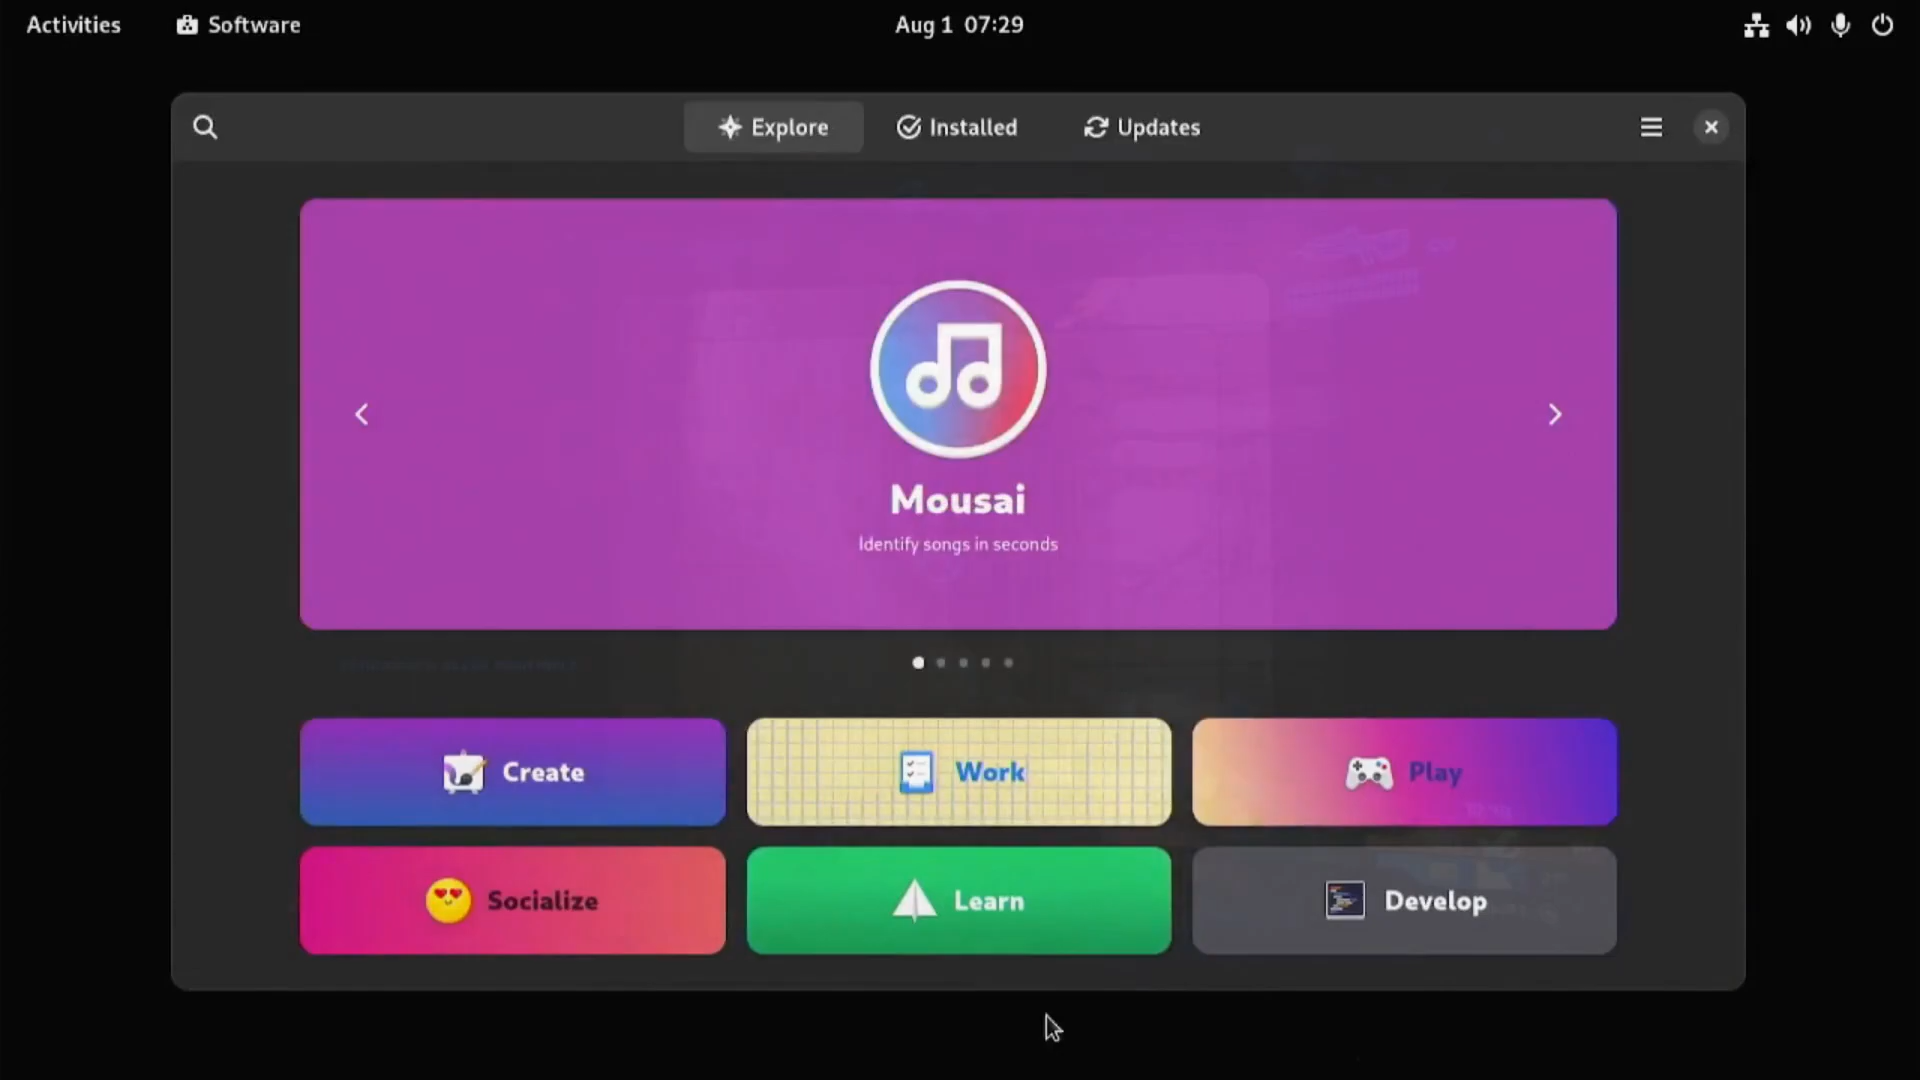 Activities
Software
Aug 1 07:29
Explore
Installed
Updates
Mousai
Identify songs in seconds
Create
Work
Play
Socialize
Learn
Develop